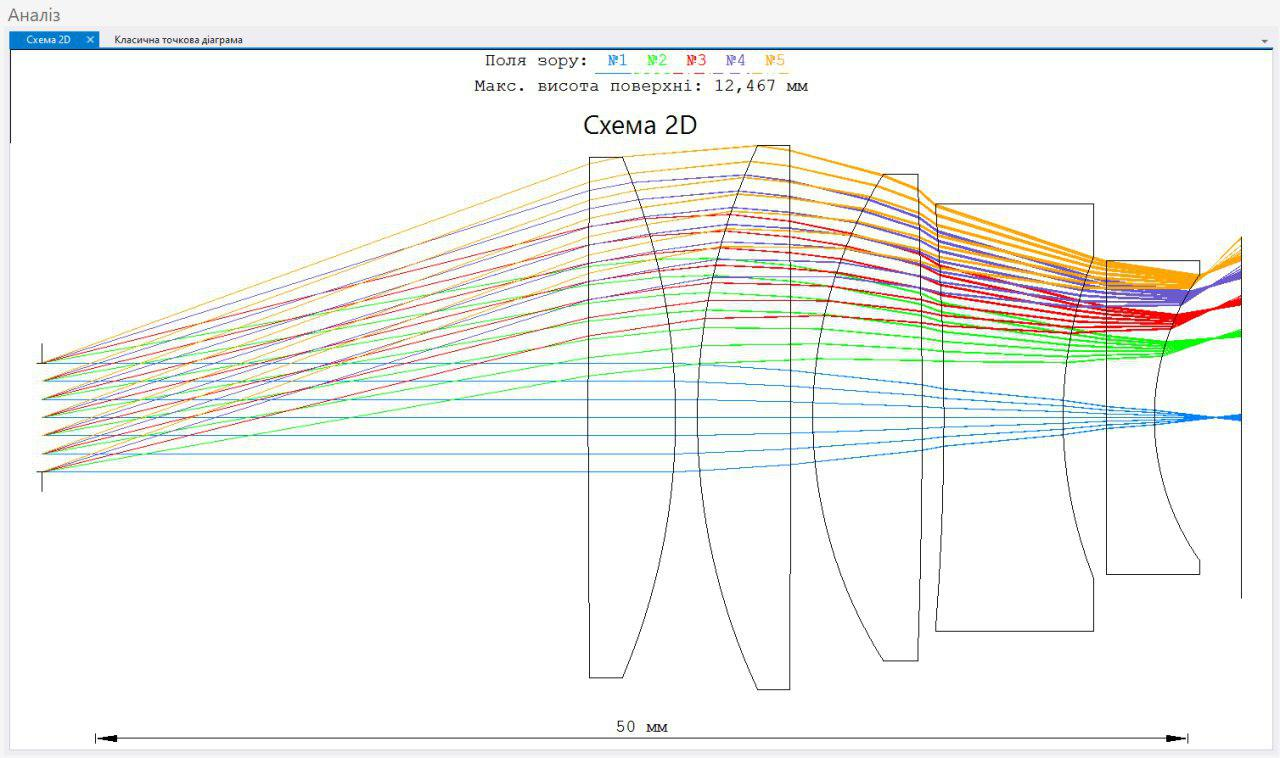 Аналіз
Схема 2D ✕ Класична точкова діаграма
Поля зору: №1 №2 №3 №4 №5
Макс. висота поверхні: 12,467 мм
Схема 2D
50 мм